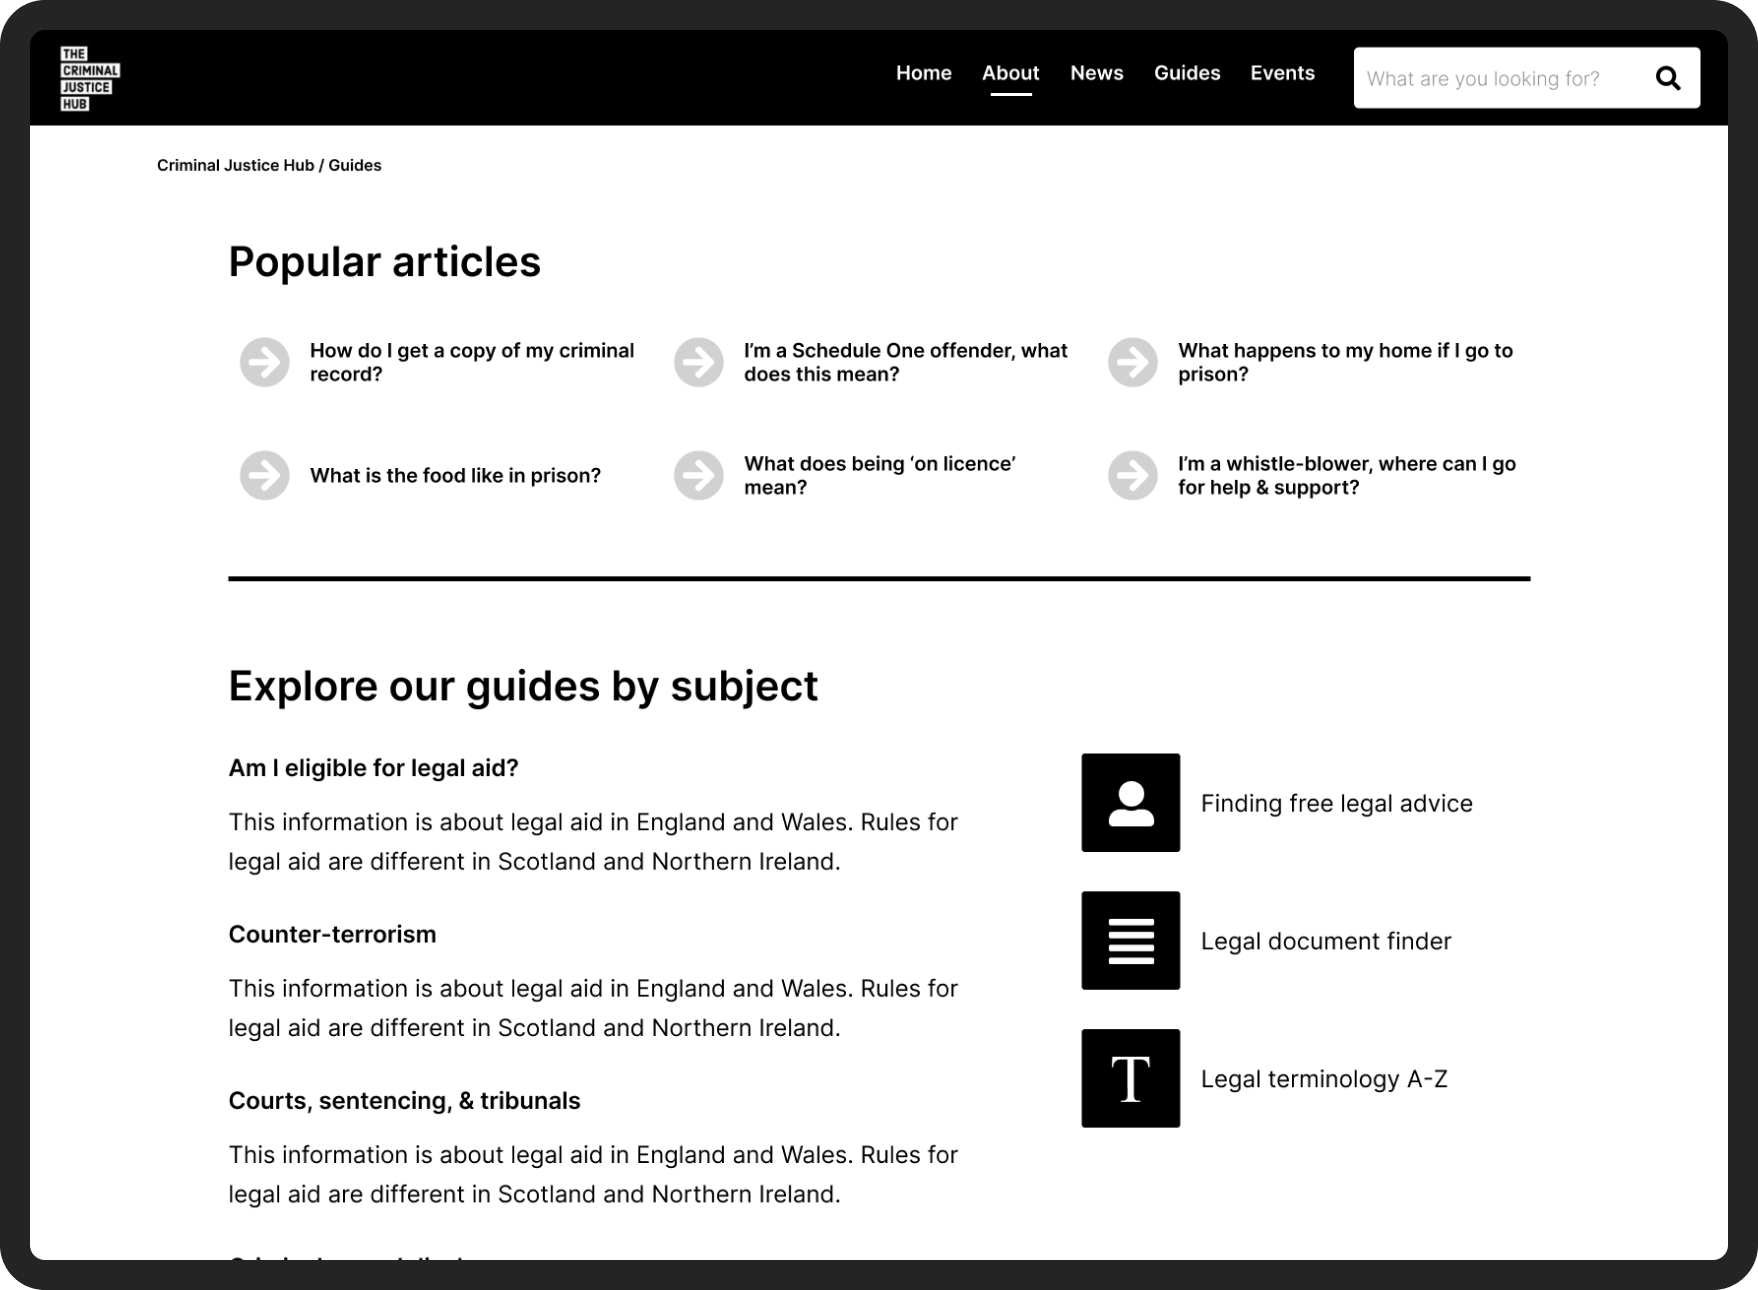 THE
CRIMINAL
JUSTICE
HUB
Home About News Guides Events What are you looking for?
Criminal Justice Hub / Guides
Popular articles
How do I get a copy of my criminal
record?
I’m a Schedule One offender, what
does this mean?
What happens to my home if I go to
prison?
What is the food like in prison?
What does being ‘on licence’
mean?
I’m a whistle-blower, where can I go
for help & support?
Explore our guides by subject
Am I eligible for legal aid?
This information is about legal aid in England and Wales. Rules for
legal aid are different in Scotland and Northern Ireland.
Counter-terrorism
This information is about legal aid in England and Wales. Rules for
legal aid are different in Scotland and Northern Ireland.
Courts, sentencing, & tribunals
This information is about legal aid in England and Wales. Rules for
legal aid are different in Scotland and Northern Ireland.
Finding free legal advice
Legal document finder
T
Legal terminology A-Z